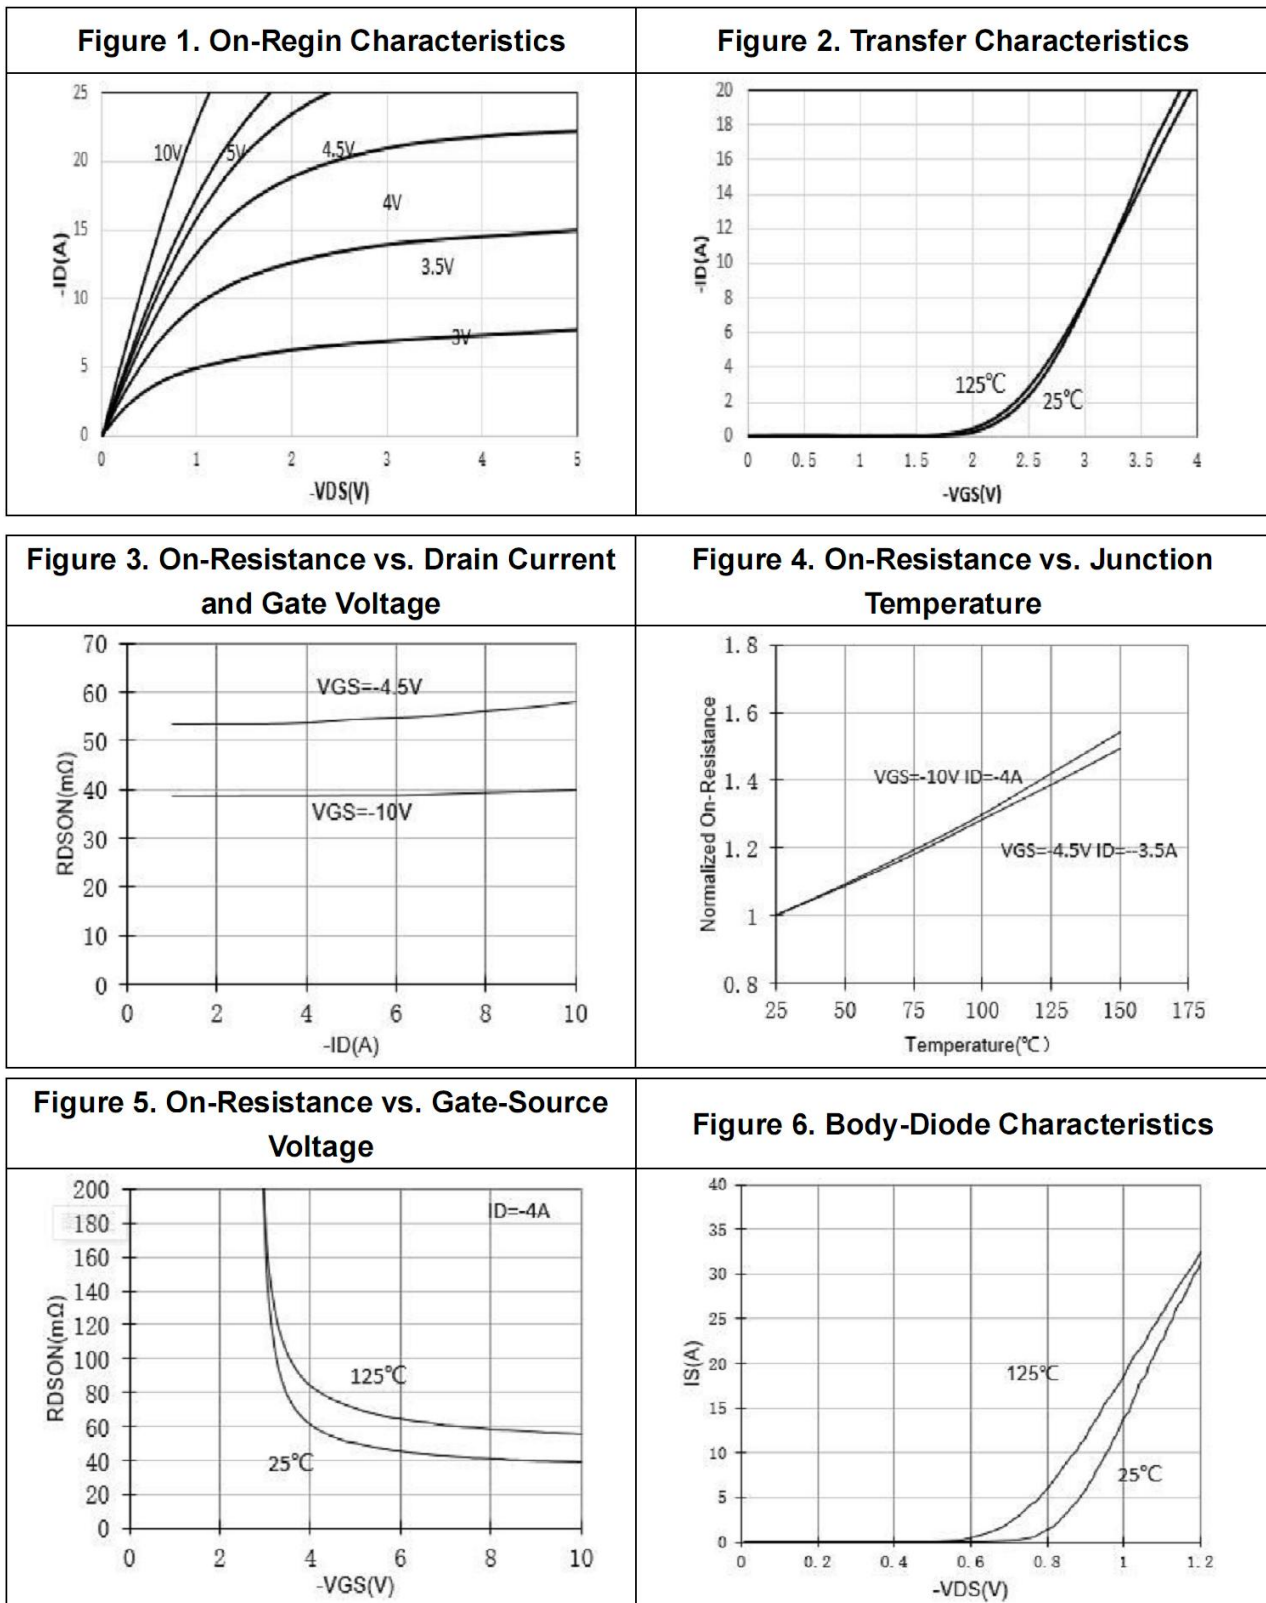 Figure 1. On-Regin Characteristics
25
20
15
10
5
0
-ID(A)
10V
5V
4.5V
4V
3.5V
3V
0 1 2 3 4 5
-VDS(V)
Figure 2. Transfer Characteristics
20
18
16
14
12
10
8
6
4
2
0
-ID(A)
125℃
25℃
0 0.5 1 1.5 2 2.5 3 3.5 4
-VGS(V)
Figure 3. On-Resistance vs. Drain Current
and Gate Voltage
70
60
50
40
30
20
10
0
RDSON(mΩ)
VGS=-4.5V
VGS=-10V
0 2 4 6 8 10
-ID(A)
Figure 4. On-Resistance vs. Junction
Temperature
1.8
1.6
1.4
1.2
1
0.8
Normalized On-Resistance
VGS=-10V ID=-4A
VGS=-4.5V ID=--3.5A
25 50 75 100 125 150 175
Temperature(℃)
Figure 5. On-Resistance vs. Gate-Source
Voltage
200
180
160
140
120
100
80
60
40
20
0
RDSON(mΩ)
ID=-4A
125℃
25℃
0 2 4 6 8 10
-VGS(V)
Figure 6. Body-Diode Characteristics
40
35
30
25
20
15
10
5
0
IS(A)
125℃
25℃
0 0.2 0.4 0.6 0.8 1 1.2
-VDS(V)